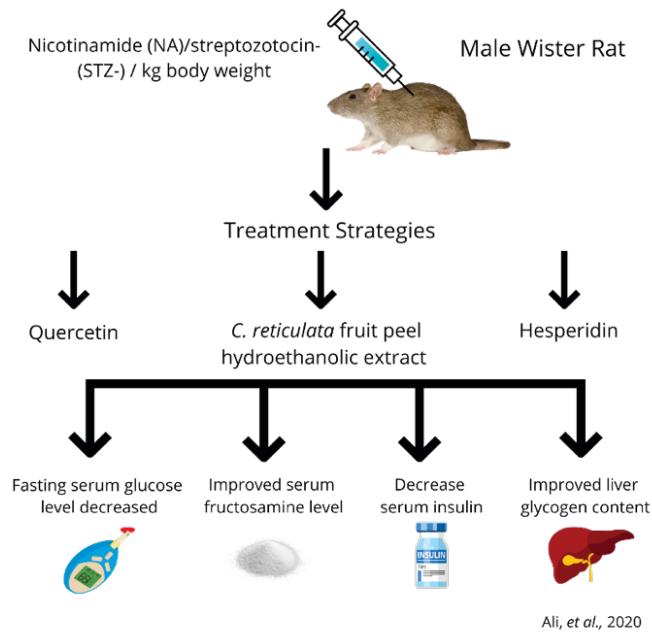 Nicotinamide (NA)/streptozotocin-
(STZ-) / kg body weight
Male Wister Rat
Treatment Strategies
Quercetin
C. reticulata fruit peel
hydroethanolic extract
Hesperidin
Fasting serum glucose
level decreased
Improved serum
fructosamine level
Decrease
serum insulin
Improved liver
glycogen content
INSULIN
Ali, et al., 2020